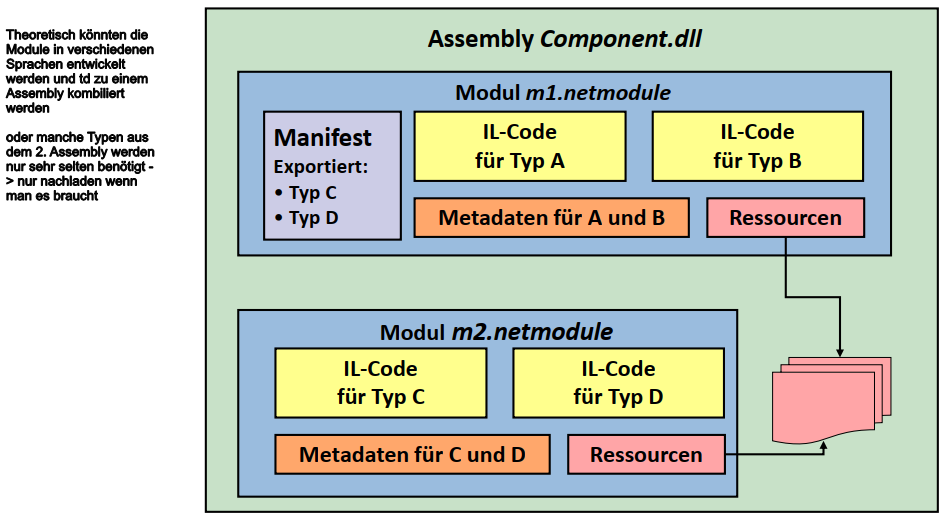 Theoretisch könnten die
Module in verschiedenen
Sprachen entwickelt
werden und td zu einem
Assembly kombiliert
werden
oder manche Typen aus
dem 2. Assembly werden
nur sehr selten benötigt -
> nur nachladen wenn
man es braucht
Assembly Component.dll
Modul m1.netmodule
Manifest
Exportiert:
• Typ C
• Typ D
IL-Code
für Typ A
IL-Code
für Typ B
Metadaten für A und B
Ressourcen
Modul m2.netmodule
IL-Code
für Typ C
IL-Code
für Typ D
Metadaten für C und D
Ressourcen